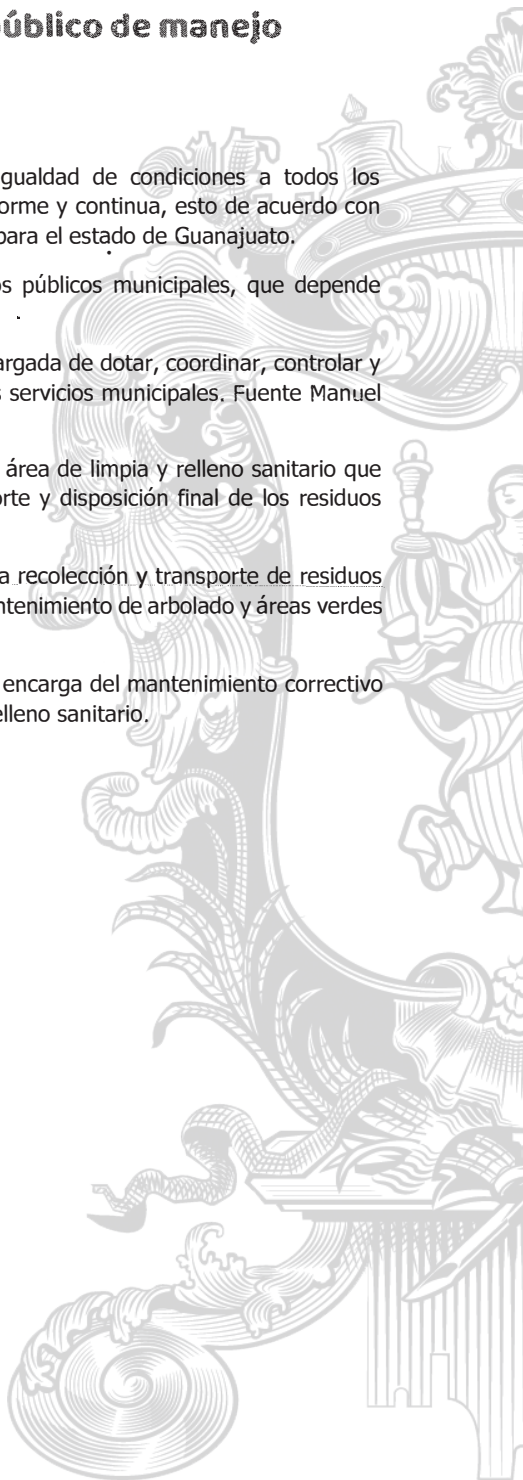 público de manejo
gualdad de condiciones a todos los
orme y continua, esto de acuerdo con
para el estado de Guanajuato.
os públicos municipales, que depende
argada de dotar, coordinar, controlar y
s servicios municipales. Fuente Manuel
área de limpia y relleno sanitario que
orte y disposición final de los residuos
a recolección y transporte de residuos
ntenimiento de arbolado y áreas verdes
encarga del mantenimiento correctivo
elleno sanitario.